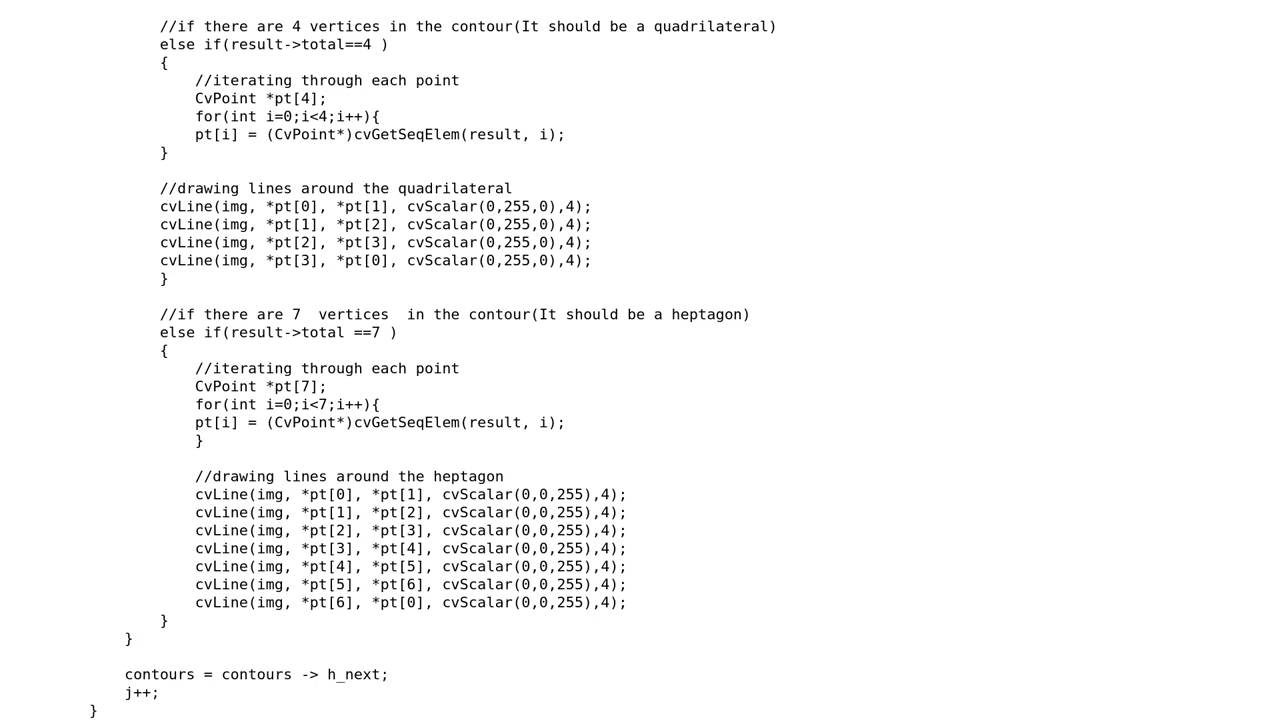 //if there are 4 vertices in the contour(It should be a quadrilateral)
else if(result->total==4 )
{
//iterating through each point
CvPoint *pt[4];
for(int i=0;i<4;i++){
pt[i] = (CvPoint*)cvGetSeqElem(result, i);
}
//drawing lines around the quadrilateral
cvLine(img, *pt[0], *pt[1], cvScalar(0,255,0),4);
cvLine(img, *pt[1], *pt[2], cvScalar(0,255,0),4);
cvLine(img, *pt[2], *pt[3], cvScalar(0,255,0),4);
cvLine(img, *pt[3], *pt[0], cvScalar(0,255,0),4);
}
//if there are 7  vertices  in the contour(It should be a heptagon)
else if(result->total ==7 )
{
//iterating through each point
CvPoint *pt[7];
for(int i=0;i<7;i++){
pt[i] = (CvPoint*)cvGetSeqElem(result, i);
}
//drawing lines around the heptagon
cvLine(img, *pt[0], *pt[1], cvScalar(0,0,255),4);
cvLine(img, *pt[1], *pt[2], cvScalar(0,0,255),4);
cvLine(img, *pt[2], *pt[3], cvScalar(0,0,255),4);
cvLine(img, *pt[3], *pt[4], cvScalar(0,0,255),4);
cvLine(img, *pt[4], *pt[5], cvScalar(0,0,255),4);
cvLine(img, *pt[5], *pt[6], cvScalar(0,0,255),4);
cvLine(img, *pt[6], *pt[0], cvScalar(0,0,255),4);
}
}
contours = contours -> h_next;
j++;
}